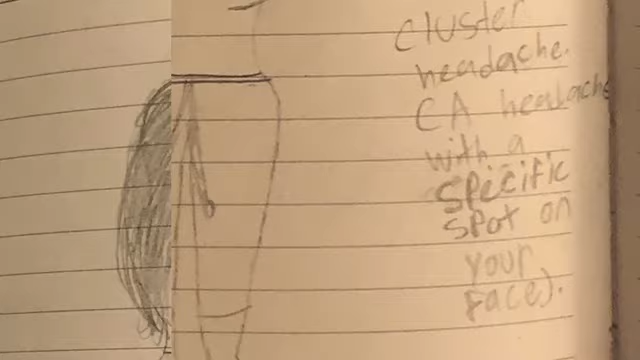 cluster
headache.
(A headache
with a
specific
spot on
your
face).